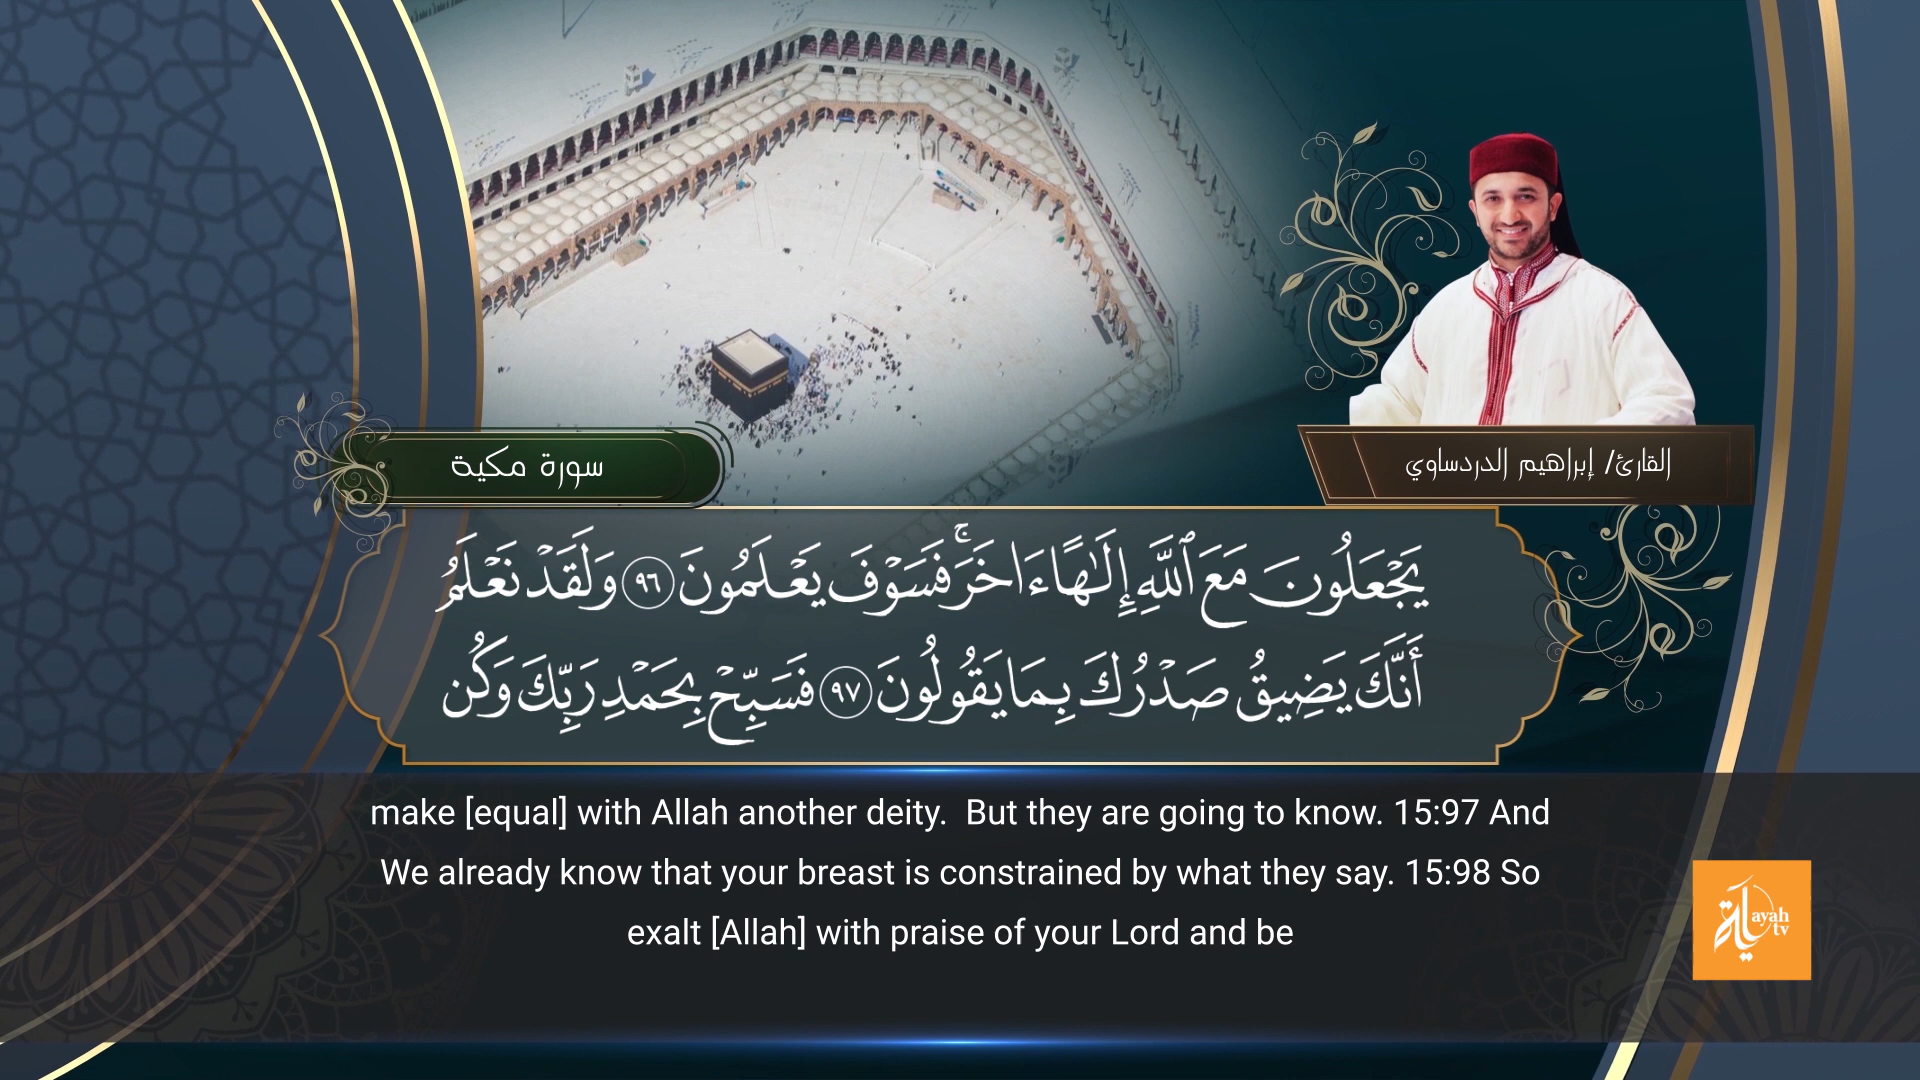 سورة مكية
القارئ/ إبراهيم الدردساوي
يَجْعَلُونَ مَعَ ٱللَّهِ إِلَٰهًا ءَاخَرَۚ فَسَوْفَ يَعْلَمُونَ ٩٦ وَلَقَدْ نَعْلَمُ
أَنَّكَ يَضِيقُ صَدْرُكَ بِمَا يَقُولُونَ ٩٧ فَسَبِّحْ بِحَمْدِ رَبِّكَ وَكُن
make [equal] with Allah another deity.  But they are going to know. 15:97 And
We already know that your breast is constrained by what they say. 15:98 So
exalt [Allah] with praise of your Lord and be
آية
ayah
tv